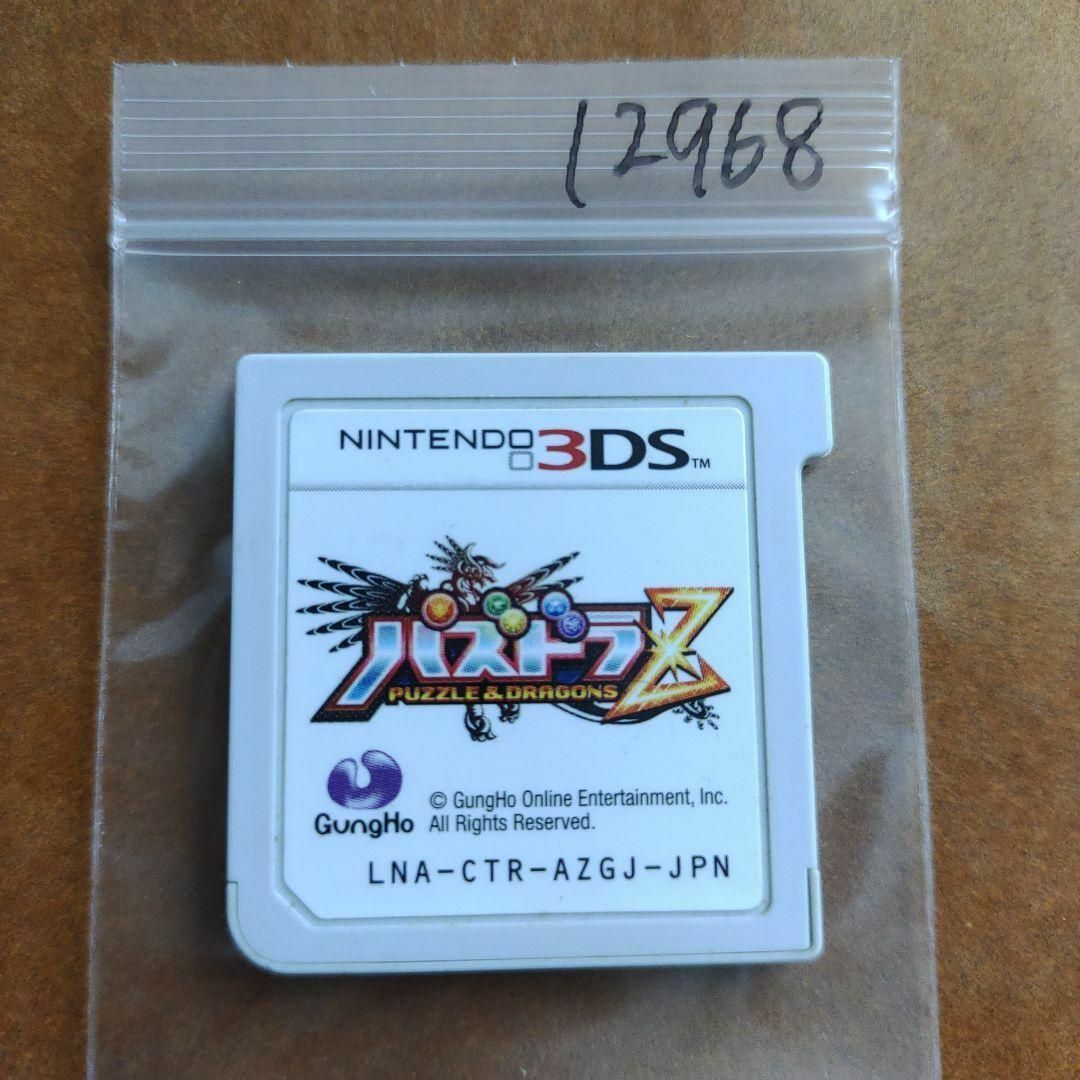 12968
NINTENDO 3DS™
パズドラZ
PUZZLE & DRAGONS
GungHo
© GungHo Online Entertainment, Inc.
All Rights Reserved.
LNA-CTR-AZGJ-JPN